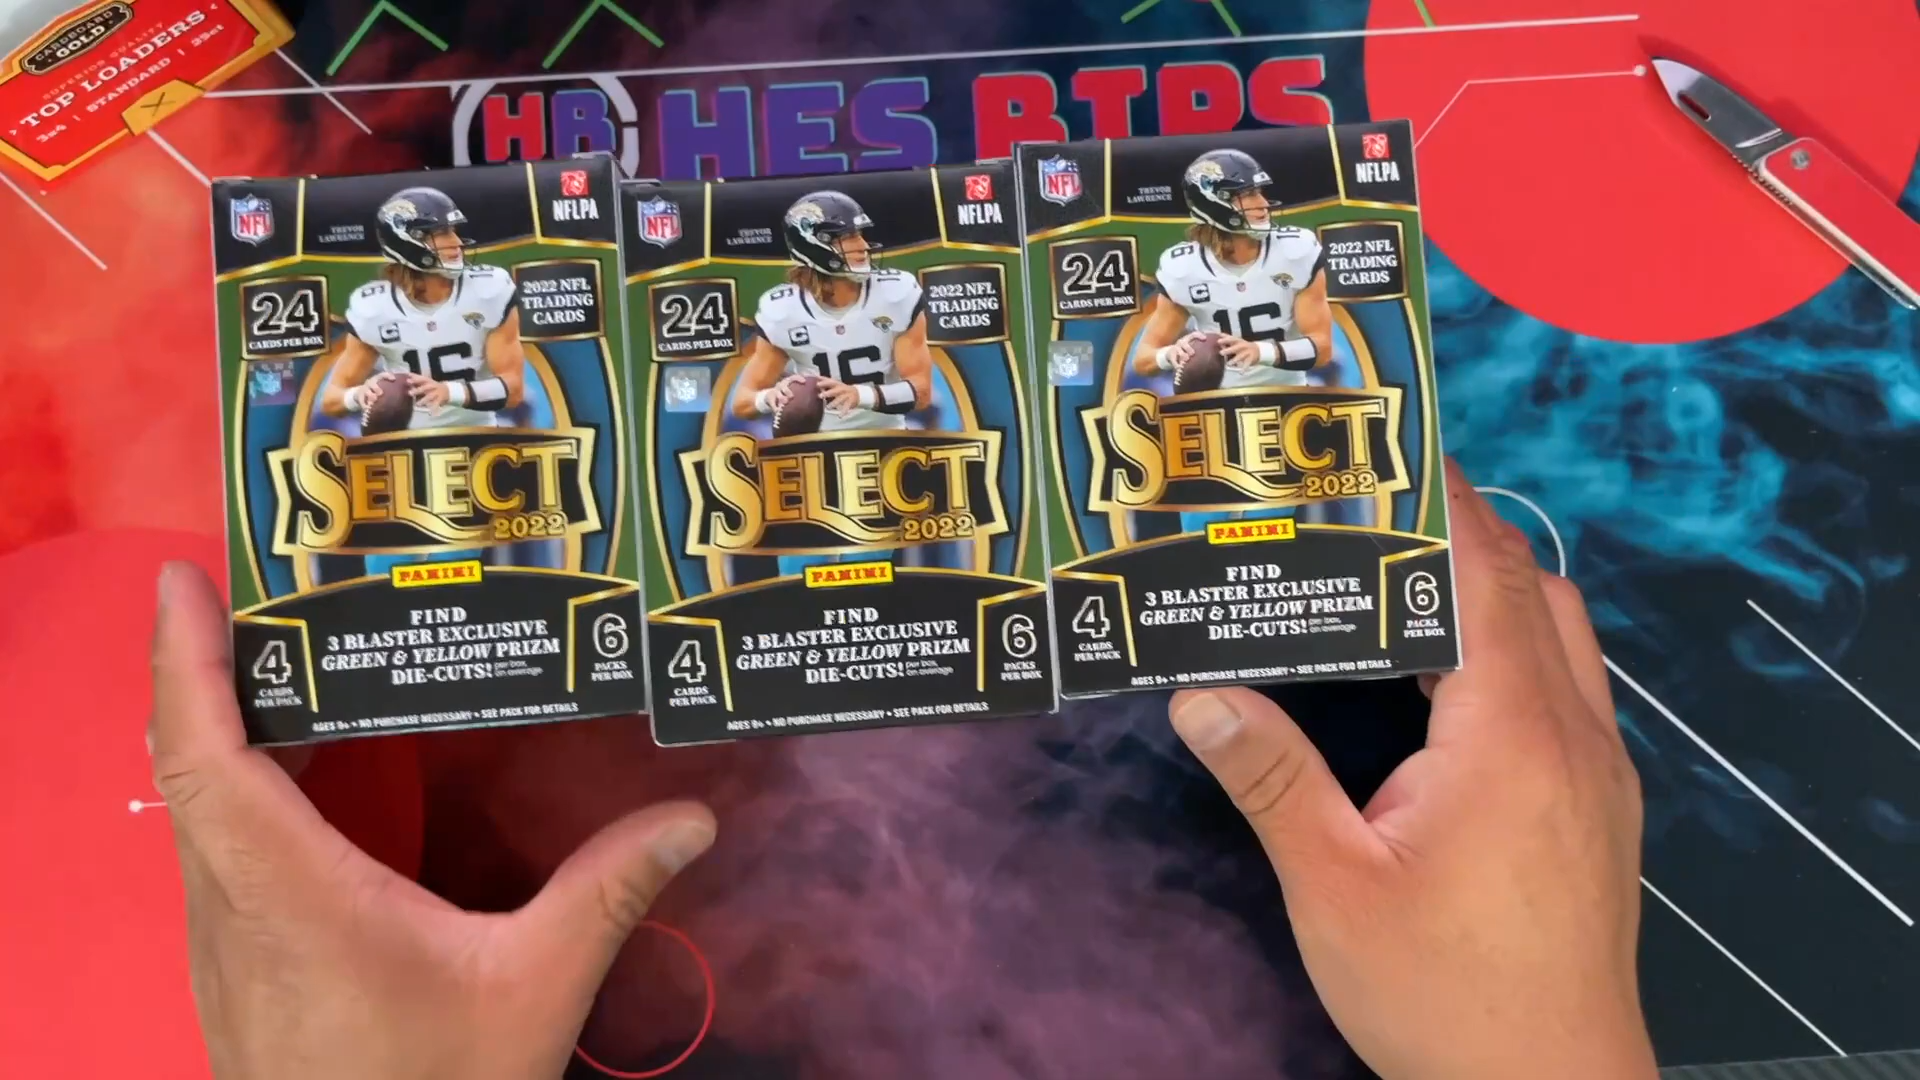 CARDBOARD
GOLD
SUPERIOR QUALITY
TOP LOADERS
3x4 | STANDARD | 25ct
HB HES RIPS
NFL
TREVOR
LAWRENCE
NFLPA
24
CARDS PER BOX
2022 NFL
TRADING
CARDS
16
C
SELECT
2022
PANINI
FIND
3 BLASTER EXCLUSIVE
GREEN & YELLOW PRIZM
DIE-CUTS! per box,
on average
4
CARDS
PER PACK
6
PACKS
PER BOX
AGES 9+ • NO PURCHASE NECESSARY • SEE PACK FOR DETAILS
NFL
TREVOR
LAWRENCE
NFLPA
24
CARDS PER BOX
2022 NFL
TRADING
CARDS
16
C
SELECT
2022
PANINI
FIND
3 BLASTER EXCLUSIVE
GREEN & YELLOW PRIZM
DIE-CUTS! per box,
on average
4
CARDS
PER PACK
6
PACKS
PER BOX
AGES 9+ • NO PURCHASE NECESSARY • SEE PACK FOR DETAILS
NFL
TREVOR
LAWRENCE
NFLPA
24
CARDS PER BOX
2022 NFL
TRADING
CARDS
16
C
SELECT
2022
PANINI
FIND
3 BLASTER EXCLUSIVE
GREEN & YELLOW PRIZM
DIE-CUTS! per box,
on average
4
CARDS
PER PACK
6
PACKS
PER BOX
AGES 9+ • NO PURCHASE NECESSARY • SEE PACK FOR DETAILS